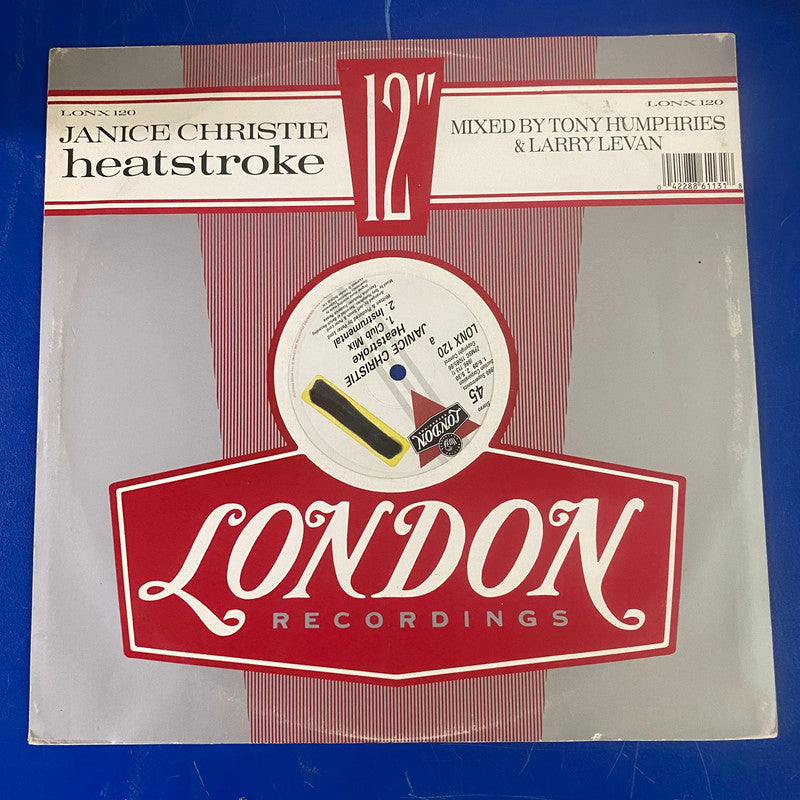 LONX 120
JANICE CHRISTIE
heatstroke
12"
LONX 120
MIXED BY TONY HUMPHRIES
& LARRY LEVAN
0 42288 61131 8
45
Stereo
LONX 120
a
JANICE CHRISTIE
Heatstroke
1. Club Mix
2. Instrumental
LONDON
LONDON
RECORDINGS